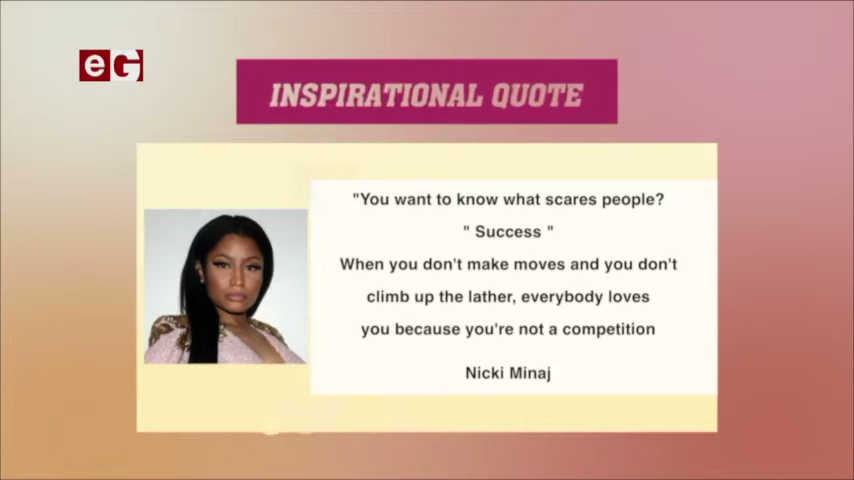 eG
INSPIRATIONAL QUOTE
"You want to know what scares people?
" Success "
When you don't make moves and you don't
climb up the lather, everybody loves
you because you're not a competition
Nicki Minaj